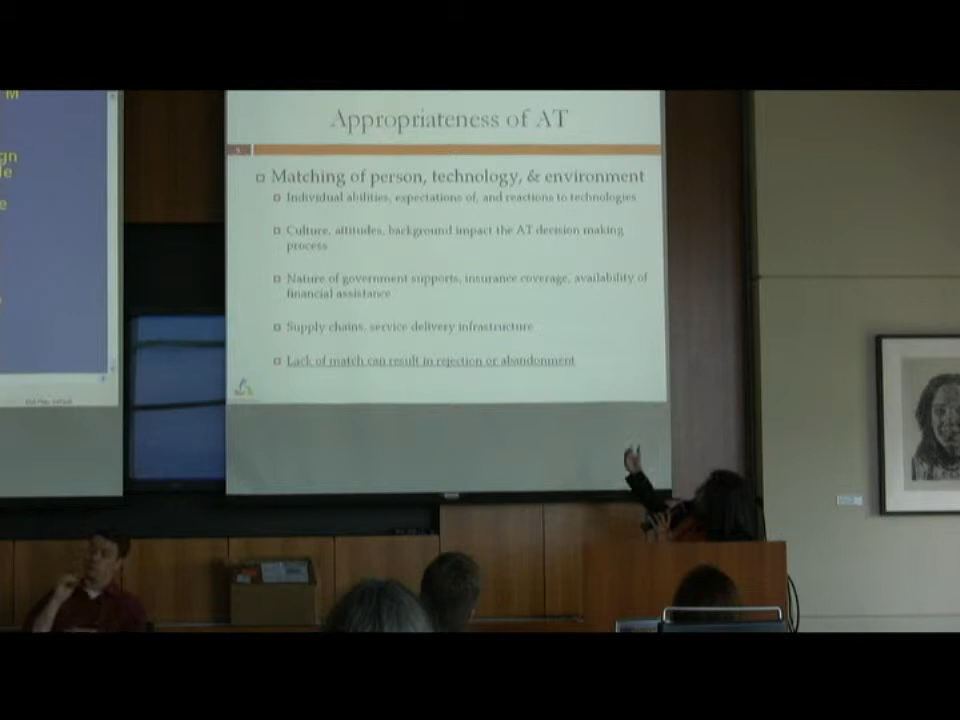 M
gn
le
e
Appropriateness of AT
Matching of person, technology, & environment
Individual abilities, expectations of, and reactions to technologies
Culture, attitudes, background impact the AT decision making
process
Nature of government supports, insurance coverage, availability of
financial assistance
Supply chains, service delivery infrastructure
Lack of match can result in rejection or abandonment